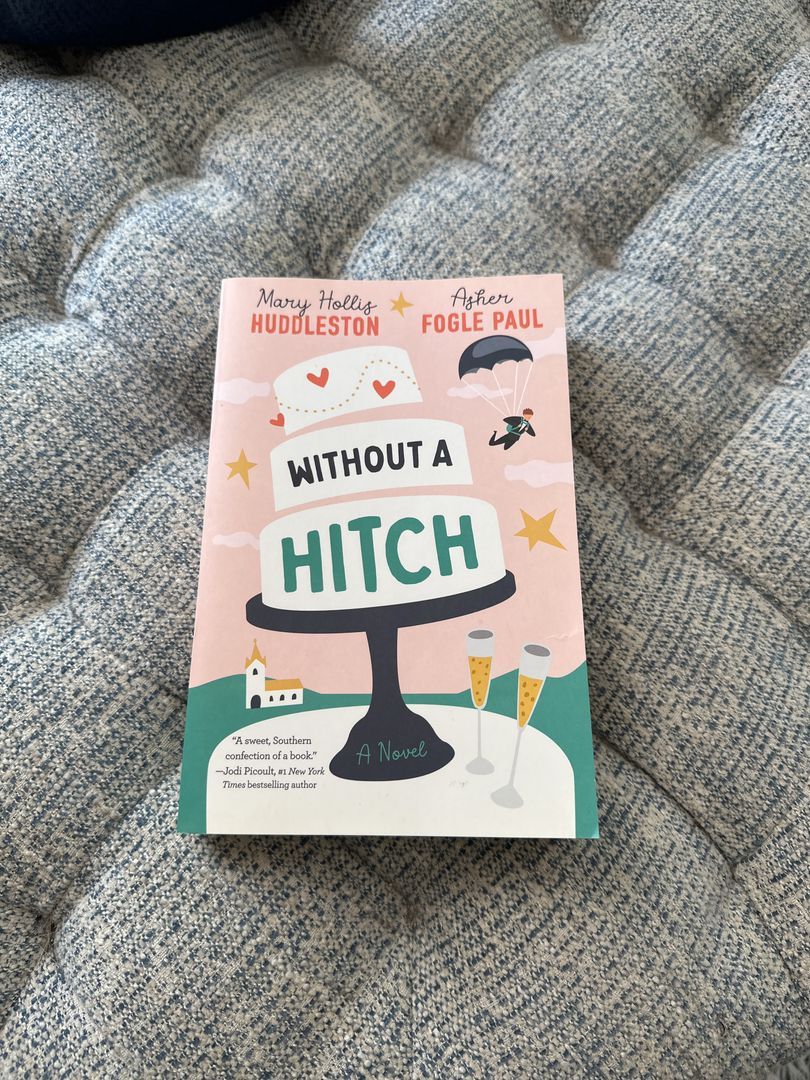 Mary Hollis
HUDDLESTON
Asher
FOGLE PAUL
WITHOUT A
HITCH
A Novel
"A sweet, Southern
confection of a book."
—Jodi Picoult, #1 New York
Times bestselling author